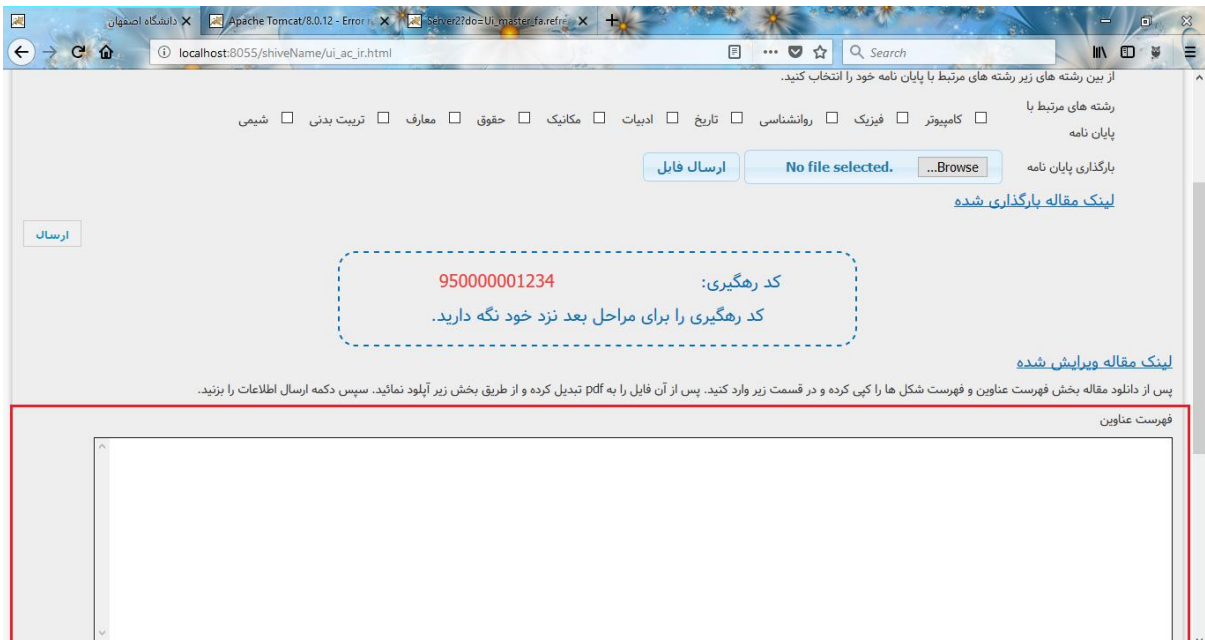 دانشگاه اصفهان
Apache Tomcat/8.0.12 - Error r
Server2?do=Ui_master_fa.refre
localhost:8055/shiveName/ui_ac_ir.html
Search
از بین رشته های زیر رشته های مرتبط با پایان نامه خود را انتخاب کنید.
رشته های مرتبط با
پایان نامه
کامپیوتر فیزیک روانشناسی تاریخ ادبیات مکانیک حقوق معارف تربیت بدنی شیمی
بارگذاری پایان نامه
Browse... No file selected. ارسال فایل
لینک مقاله بارگذاری شده
ارسال
کد رهگیری: 950000001234
کد رهگیری را برای مراحل بعد نزد خود نگه دارید.
لینک مقاله ویرایش شده
پس از دانلود مقاله بخش فهرست عناوین و فهرست شکل ها را کپی کرده و در قسمت زیر وارد کنید. پس از آن فایل را به pdf تبدیل کرده و از طریق بخش زیر آپلود نمائید. سپس دکمه ارسال اطلاعات را بزنید.
فهرست عناوین